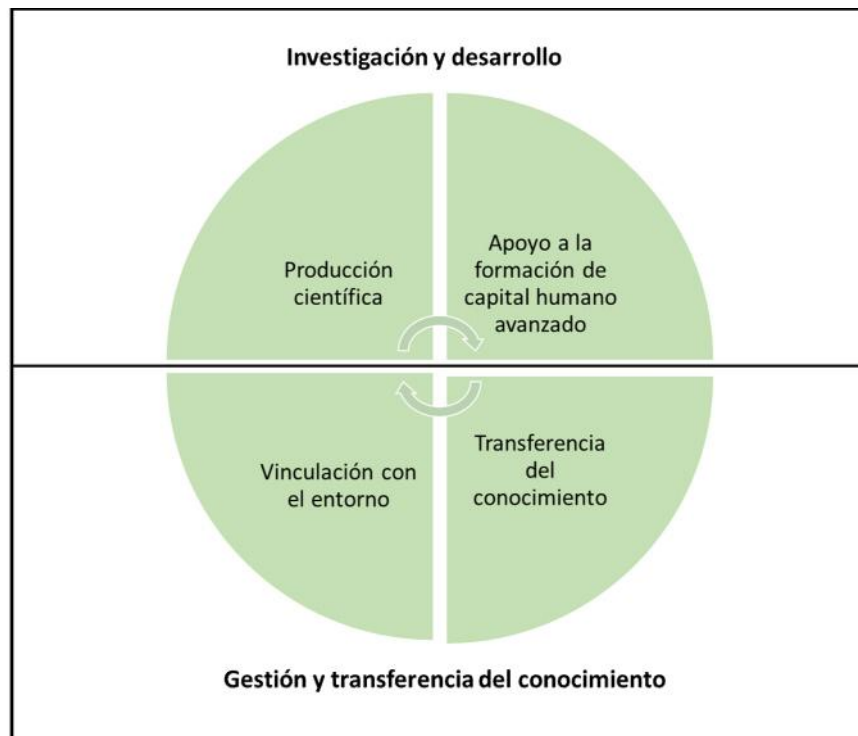 Investigación y desarrollo
Producción
científica
Apoyo a la
formación de
capital humano
avanzado
Vinculación con
el entorno
Transferencia
del
conocimiento
Gestión y transferencia del conocimiento